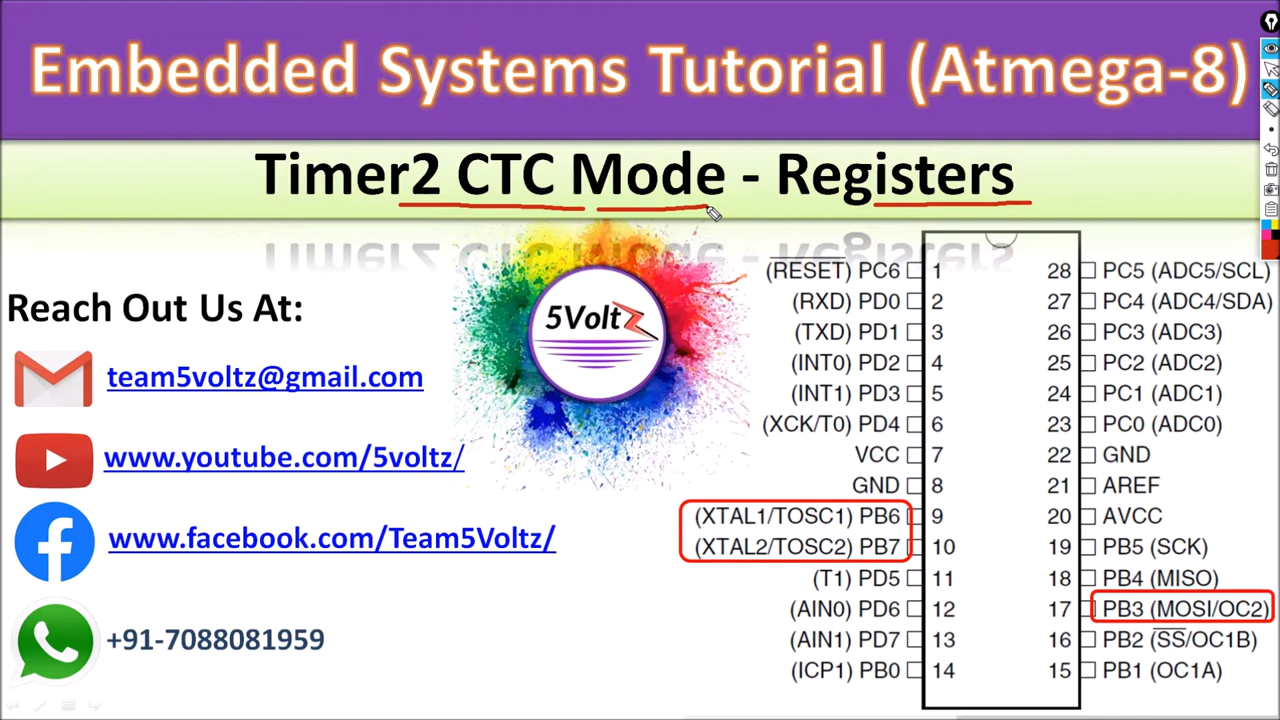 Embedded Systems Tutorial (Atmega-8)
Timer2 CTC Mode - Registers
Reach Out Us At:
team5voltz@gmail.com
www.youtube.com/5voltz/
www.facebook.com/Team5Voltz/
+91-7088081959
5VoltZ
(RESET) PC6 1 28 PC5 (ADC5/SCL)
(RXD) PD0 2 27 PC4 (ADC4/SDA)
(TXD) PD1 3 26 PC3 (ADC3)
(INT0) PD2 4 25 PC2 (ADC2)
(INT1) PD3 5 24 PC1 (ADC1)
(XCK/T0) PD4 6 23 PC0 (ADC0)
VCC 7 22 GND
GND 8 21 AREF
(XTAL1/TOSC1) PB6 9 20 AVCC
(XTAL2/TOSC2) PB7 10 19 PB5 (SCK)
(T1) PD5 11 18 PB4 (MISO)
(AIN0) PD6 12 17 PB3 (MOSI/OC2)
(AIN1) PD7 13 16 PB2 (SS/OC1B)
(ICP1) PB0 14 15 PB1 (OC1A)